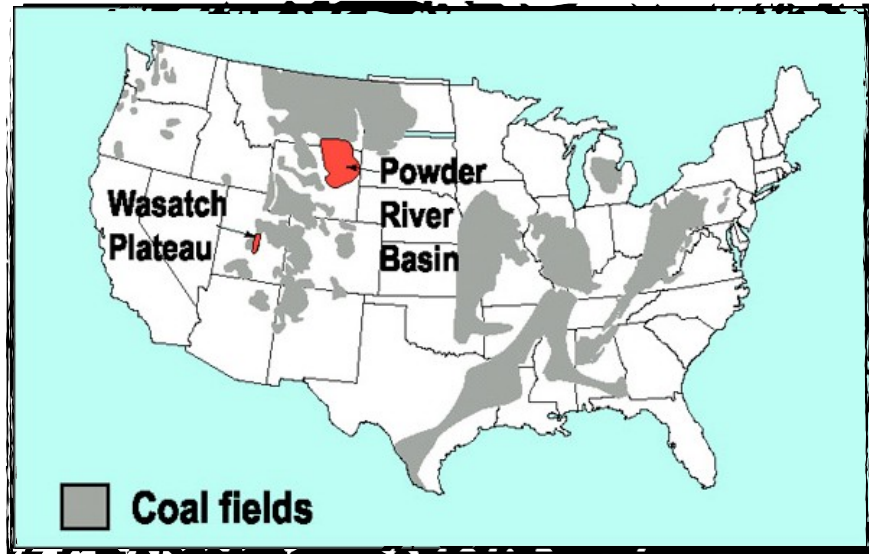 Powder
River
Basin
Wasatch
Plateau
Coal fields